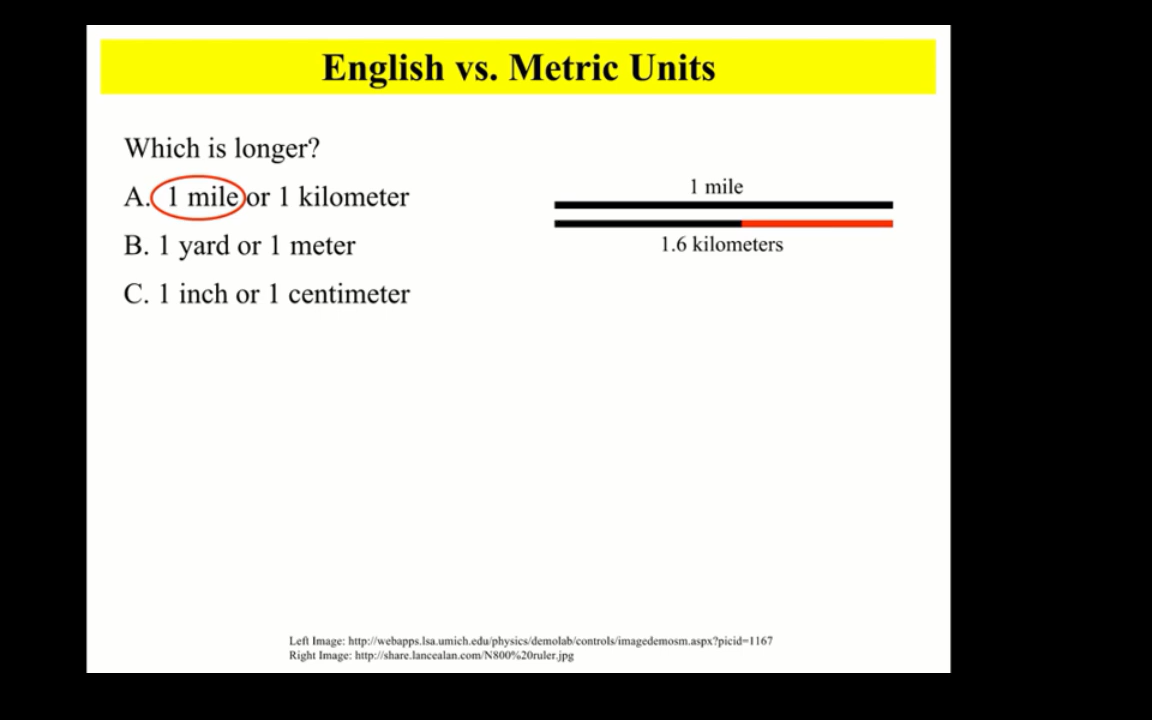 English vs. Metric Units
Which is longer?
A. 1 mile or 1 kilometer
B. 1 yard or 1 meter
C. 1 inch or 1 centimeter
1 mile
1.6 kilometers
Left Image: http://webapps.lsa.umich.edu/physics/demolab/controls/imagedemosm.aspx?picid=1167
Right Image: http://share.lancealan.com/N800%20ruler.jpg